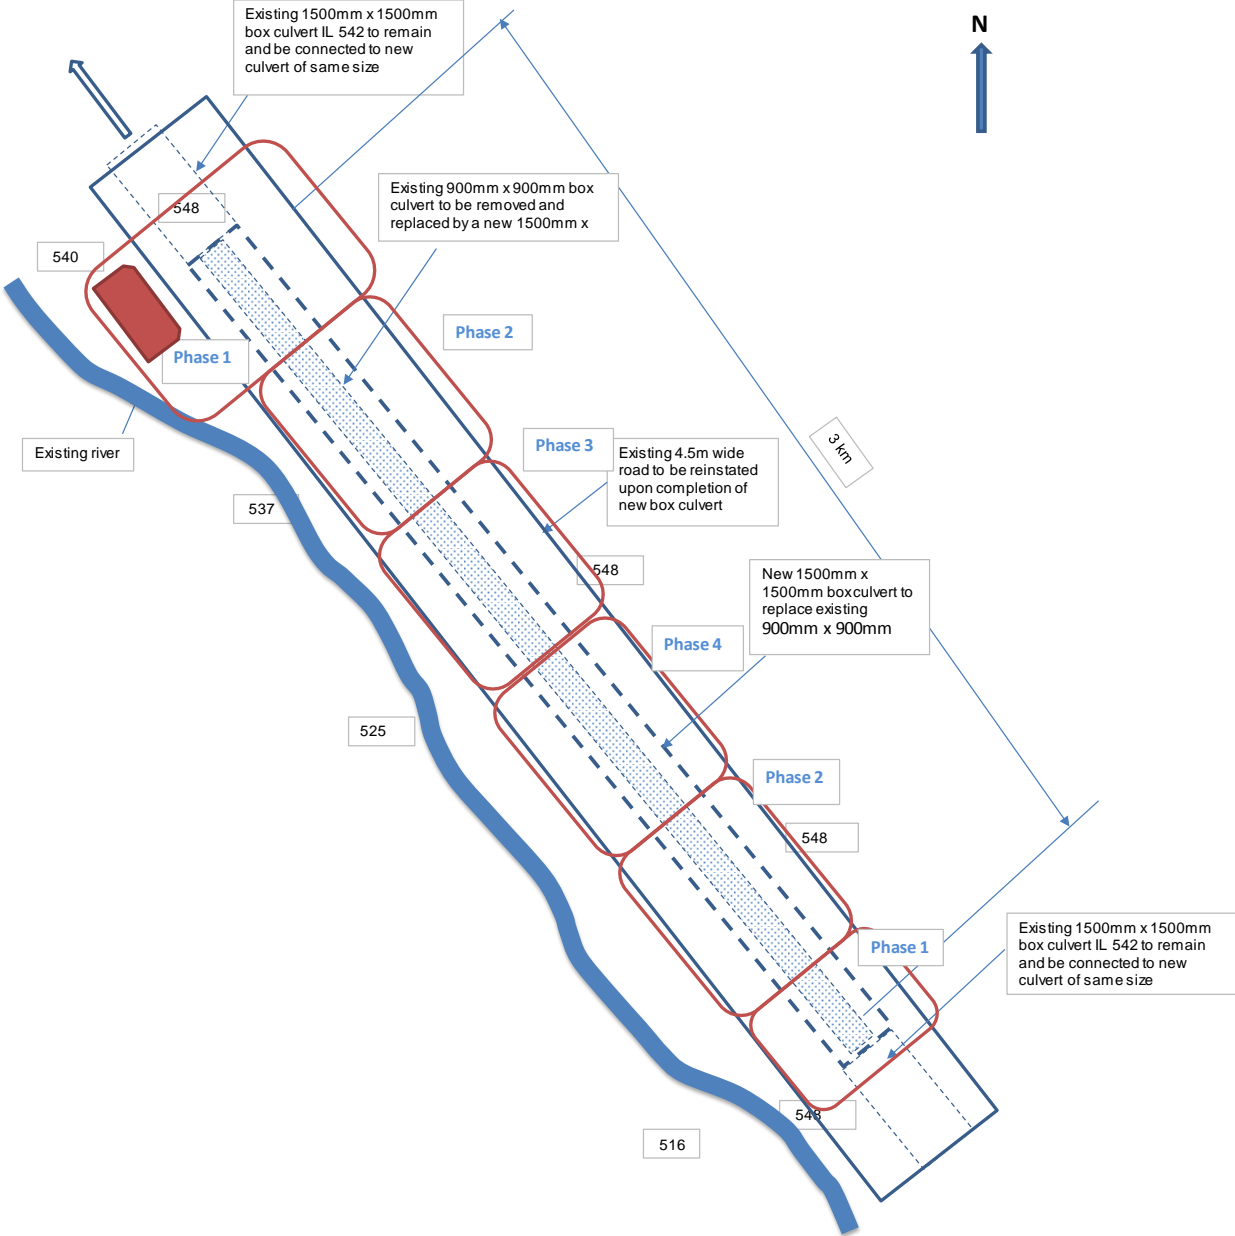 Existing 1500mm x 1500mm
box culvert IL 542 to remain
and be connected to new
culvert of same size
N
Existing 900mm x 900mm box
culvert to be removed and
replaced by a new 1500mm x
548
540
Phase 2
Phase 1
3 km
Phase 3
Existing 4.5m wide
road to be reinstated
upon completion of
new box culvert
Existing river
537
548
New 1500mm x
1500mm box culvert to
replace existing
900mm x 900mm
Phase 4
525
Phase 2
548
Phase 1
Existing 1500mm x 1500mm
box culvert IL 542 to remain
and be connected to new
culvert of same size
548
516